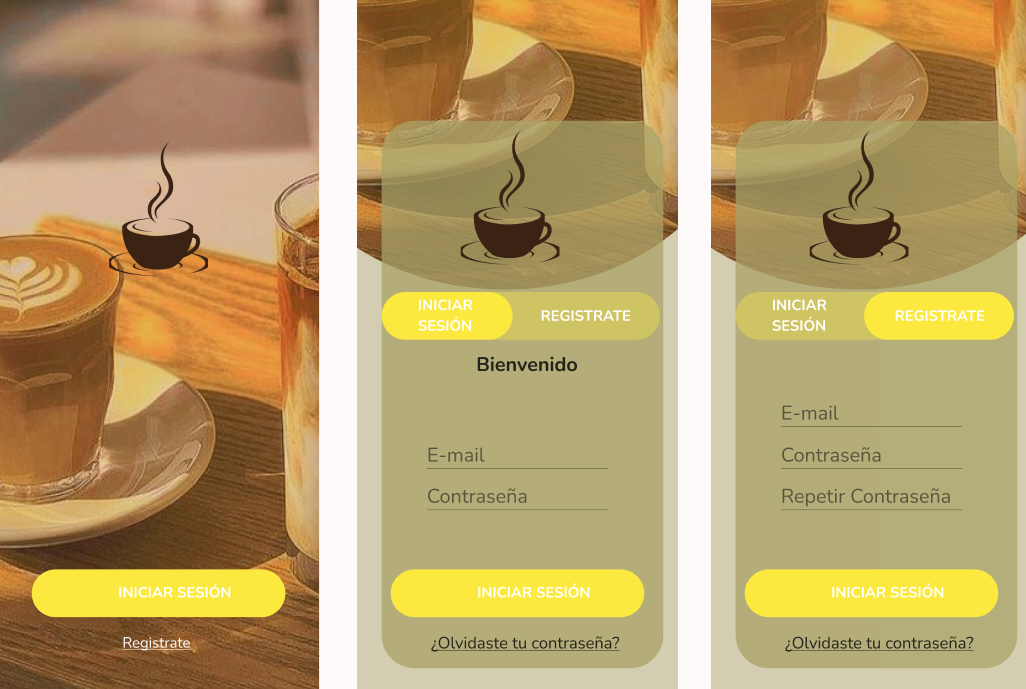 INICIAR SESIÓN
Registrate
INICIAR
SESIÓN
REGISTRATE
Bienvenido
E-mail
Contraseña
INICIAR SESIÓN
¿Olvidaste tu contraseña?
INICIAR
SESIÓN
REGISTRATE
E-mail
Contraseña
Repetir Contraseña
INICIAR SESIÓN
¿Olvidaste tu contraseña?